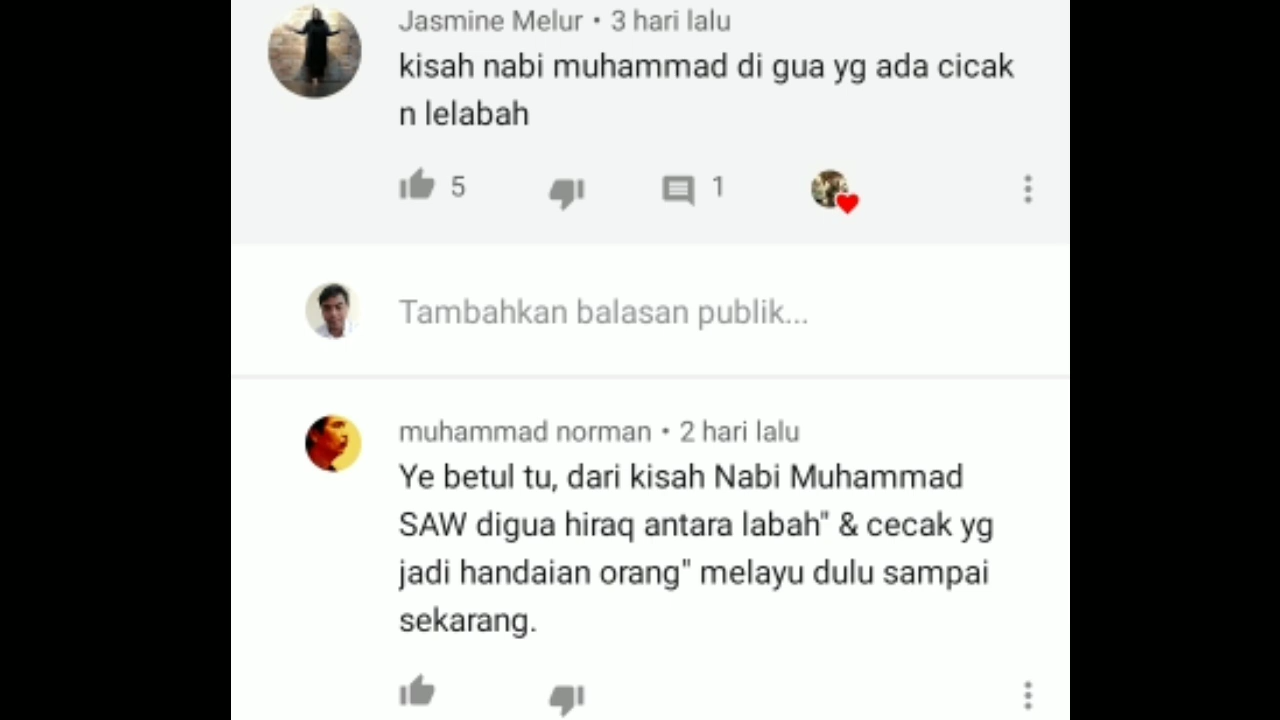 Jasmine Melur • 3 hari lalu
kisah nabi muhammad di gua yg ada cicak
n lelabah
5
1
Tambahkan balasan publik...
muhammad norman • 2 hari lalu
Ye betul tu, dari kisah Nabi Muhammad
SAW digua hiraq antara labah" & cecak yg
jadi handaian orang" melayu dulu sampai
sekarang.